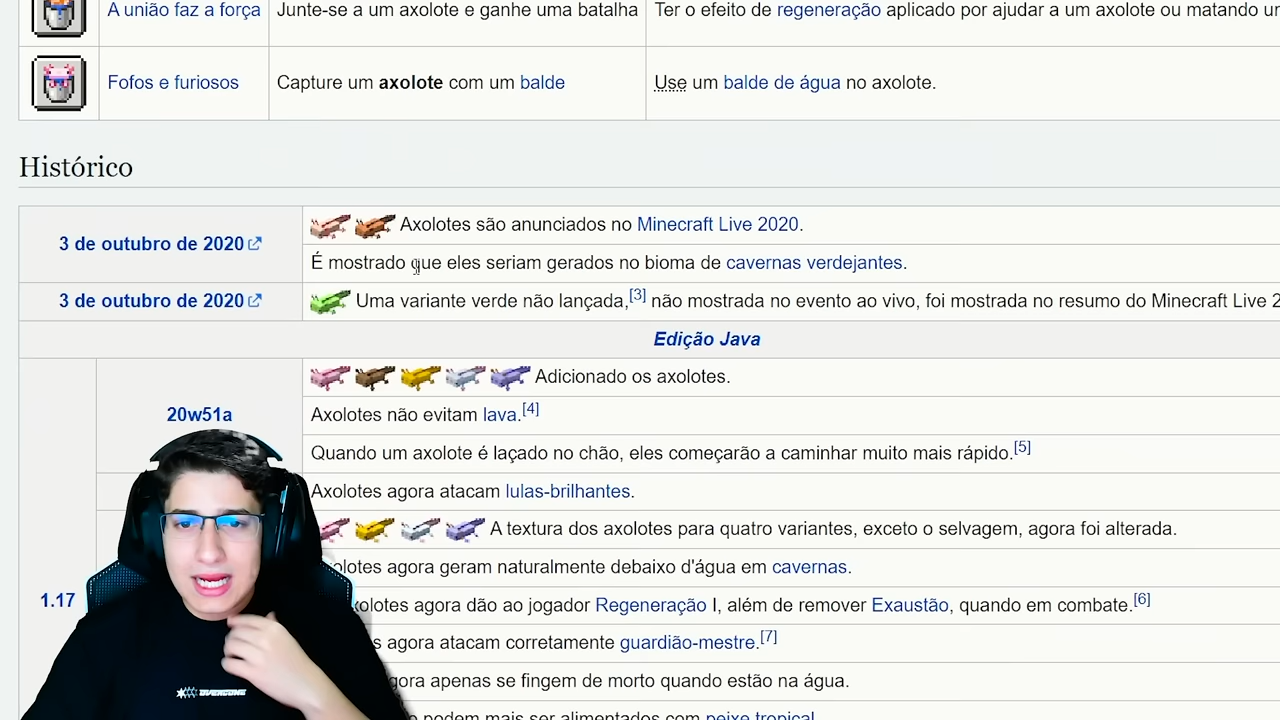 A união faz a força
Junte-se a um axolote e ganhe uma batalha
Ter o efeito de regeneração aplicado por ajudar a um axolote ou matando
Fofos e furiosos
Capture um axolote com um balde
Use um balde de água no axolote.
Histórico
3 de outubro de 2020
Axolotes são anunciados no Minecraft Live 2020.
É mostrado que eles seriam gerados no bioma de cavernas verdejantes.
3 de outubro de 2020
Uma variante verde não lançada,[3] não mostrada no evento ao vivo, foi mostrada no resumo do Minecraft Live 2
Edição Java
1.17
20w51a
Adicionado os axolotes.
Axolotes não evitam lava.[4]
Quando um axolote é laçado no chão, eles começarão a caminhar muito mais rápido.[5]
Axolotes agora atacam lulas-brilhantes.
A textura dos axolotes para quatro variantes, exceto o selvagem, agora foi alterada.
olotes agora geram naturalmente debaixo d'água em cavernas.
xolotes agora dão ao jogador Regeneração I, além de remover Exaustão, quando em combate.[6]
s agora atacam corretamente guardião-mestre.[7]
gora apenas se fingem de morto quando estão na água.
podem mais ser alimentados com peixe tropical
OVERCOME